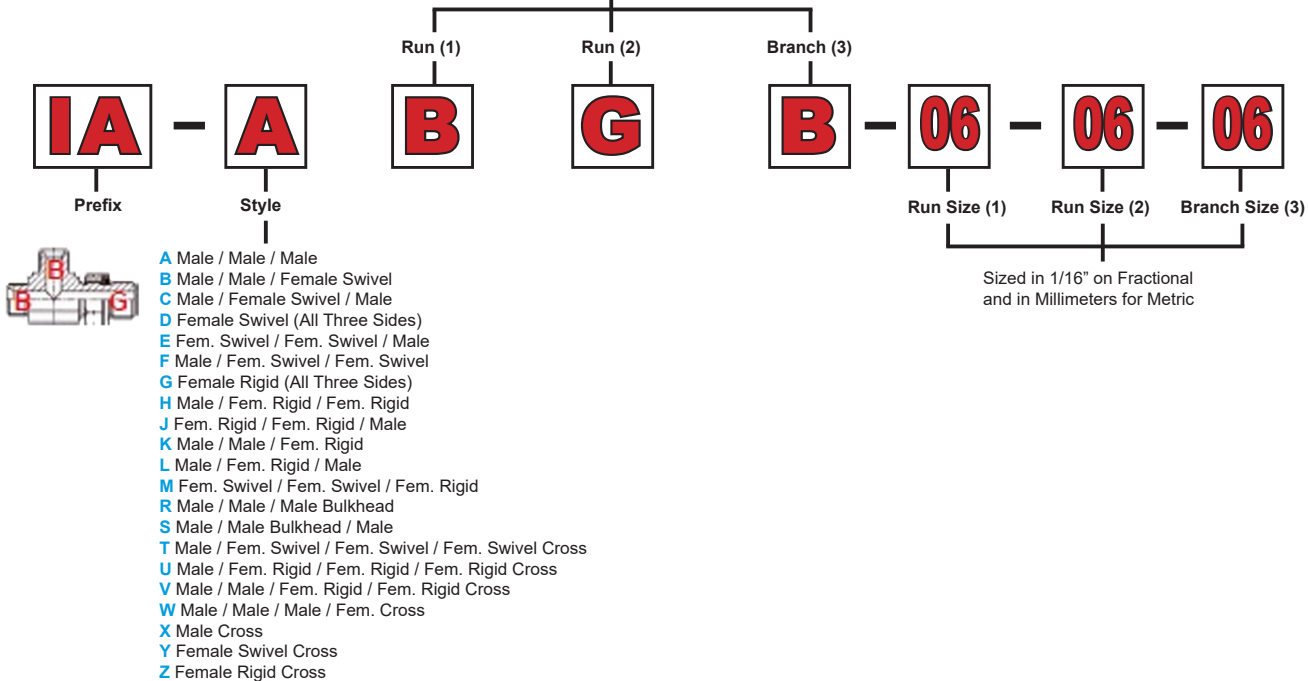 Run (1) Run (2) Branch (3)
IA - A B G B - 06 - 06 - 06
Prefix Style Run Size (1) Run Size (2) Branch Size (3)
Sized in 1/16” on Fractional
and in Millimeters for Metric
B
B G
A Male / Male / Male
B Male / Male / Female Swivel
C Male / Female Swivel / Male
D Female Swivel (All Three Sides)
E Fem. Swivel / Fem. Swivel / Male
F Male / Fem. Swivel / Fem. Swivel
G Female Rigid (All Three Sides)
H Male / Fem. Rigid / Fem. Rigid
J Fem. Rigid / Fem. Rigid / Male
K Male / Male / Fem. Rigid
L Male / Fem. Rigid / Male
M Fem. Swivel / Fem. Swivel / Fem. Rigid
R Male / Male / Male Bulkhead
S Male / Male Bulkhead / Male
T Male / Fem. Swivel / Fem. Swivel / Fem. Swivel Cross
U Male / Fem. Rigid / Fem. Rigid / Fem. Rigid Cross
V Male / Male / Fem. Rigid / Fem. Rigid Cross
W Male / Male / Male / Fem. Cross
X Male Cross
Y Female Swivel Cross
Z Female Rigid Cross